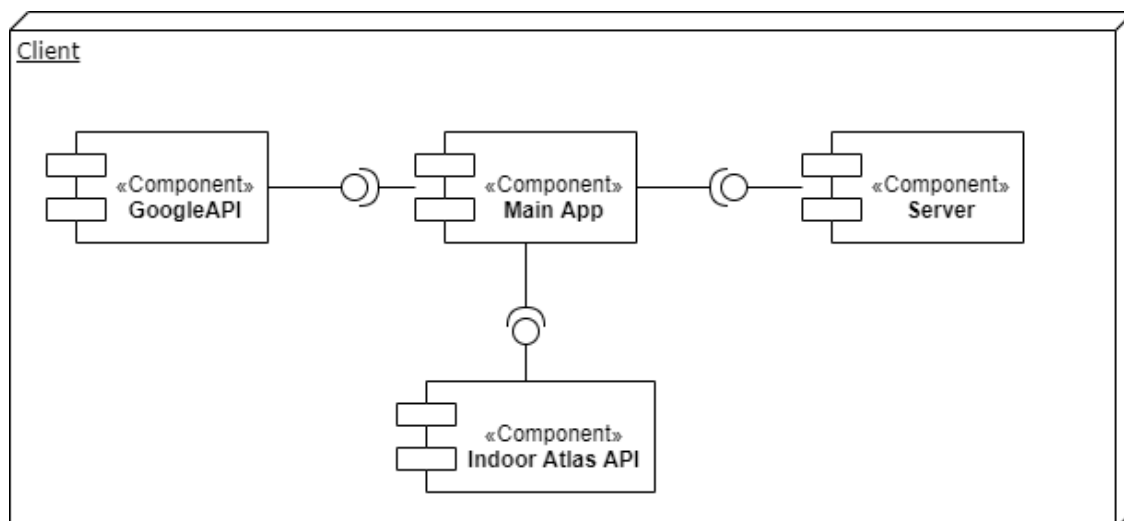 Client
«Component»
GoogleAPI
«Component»
Main App
«Component»
Server
«Component»
Indoor Atlas API